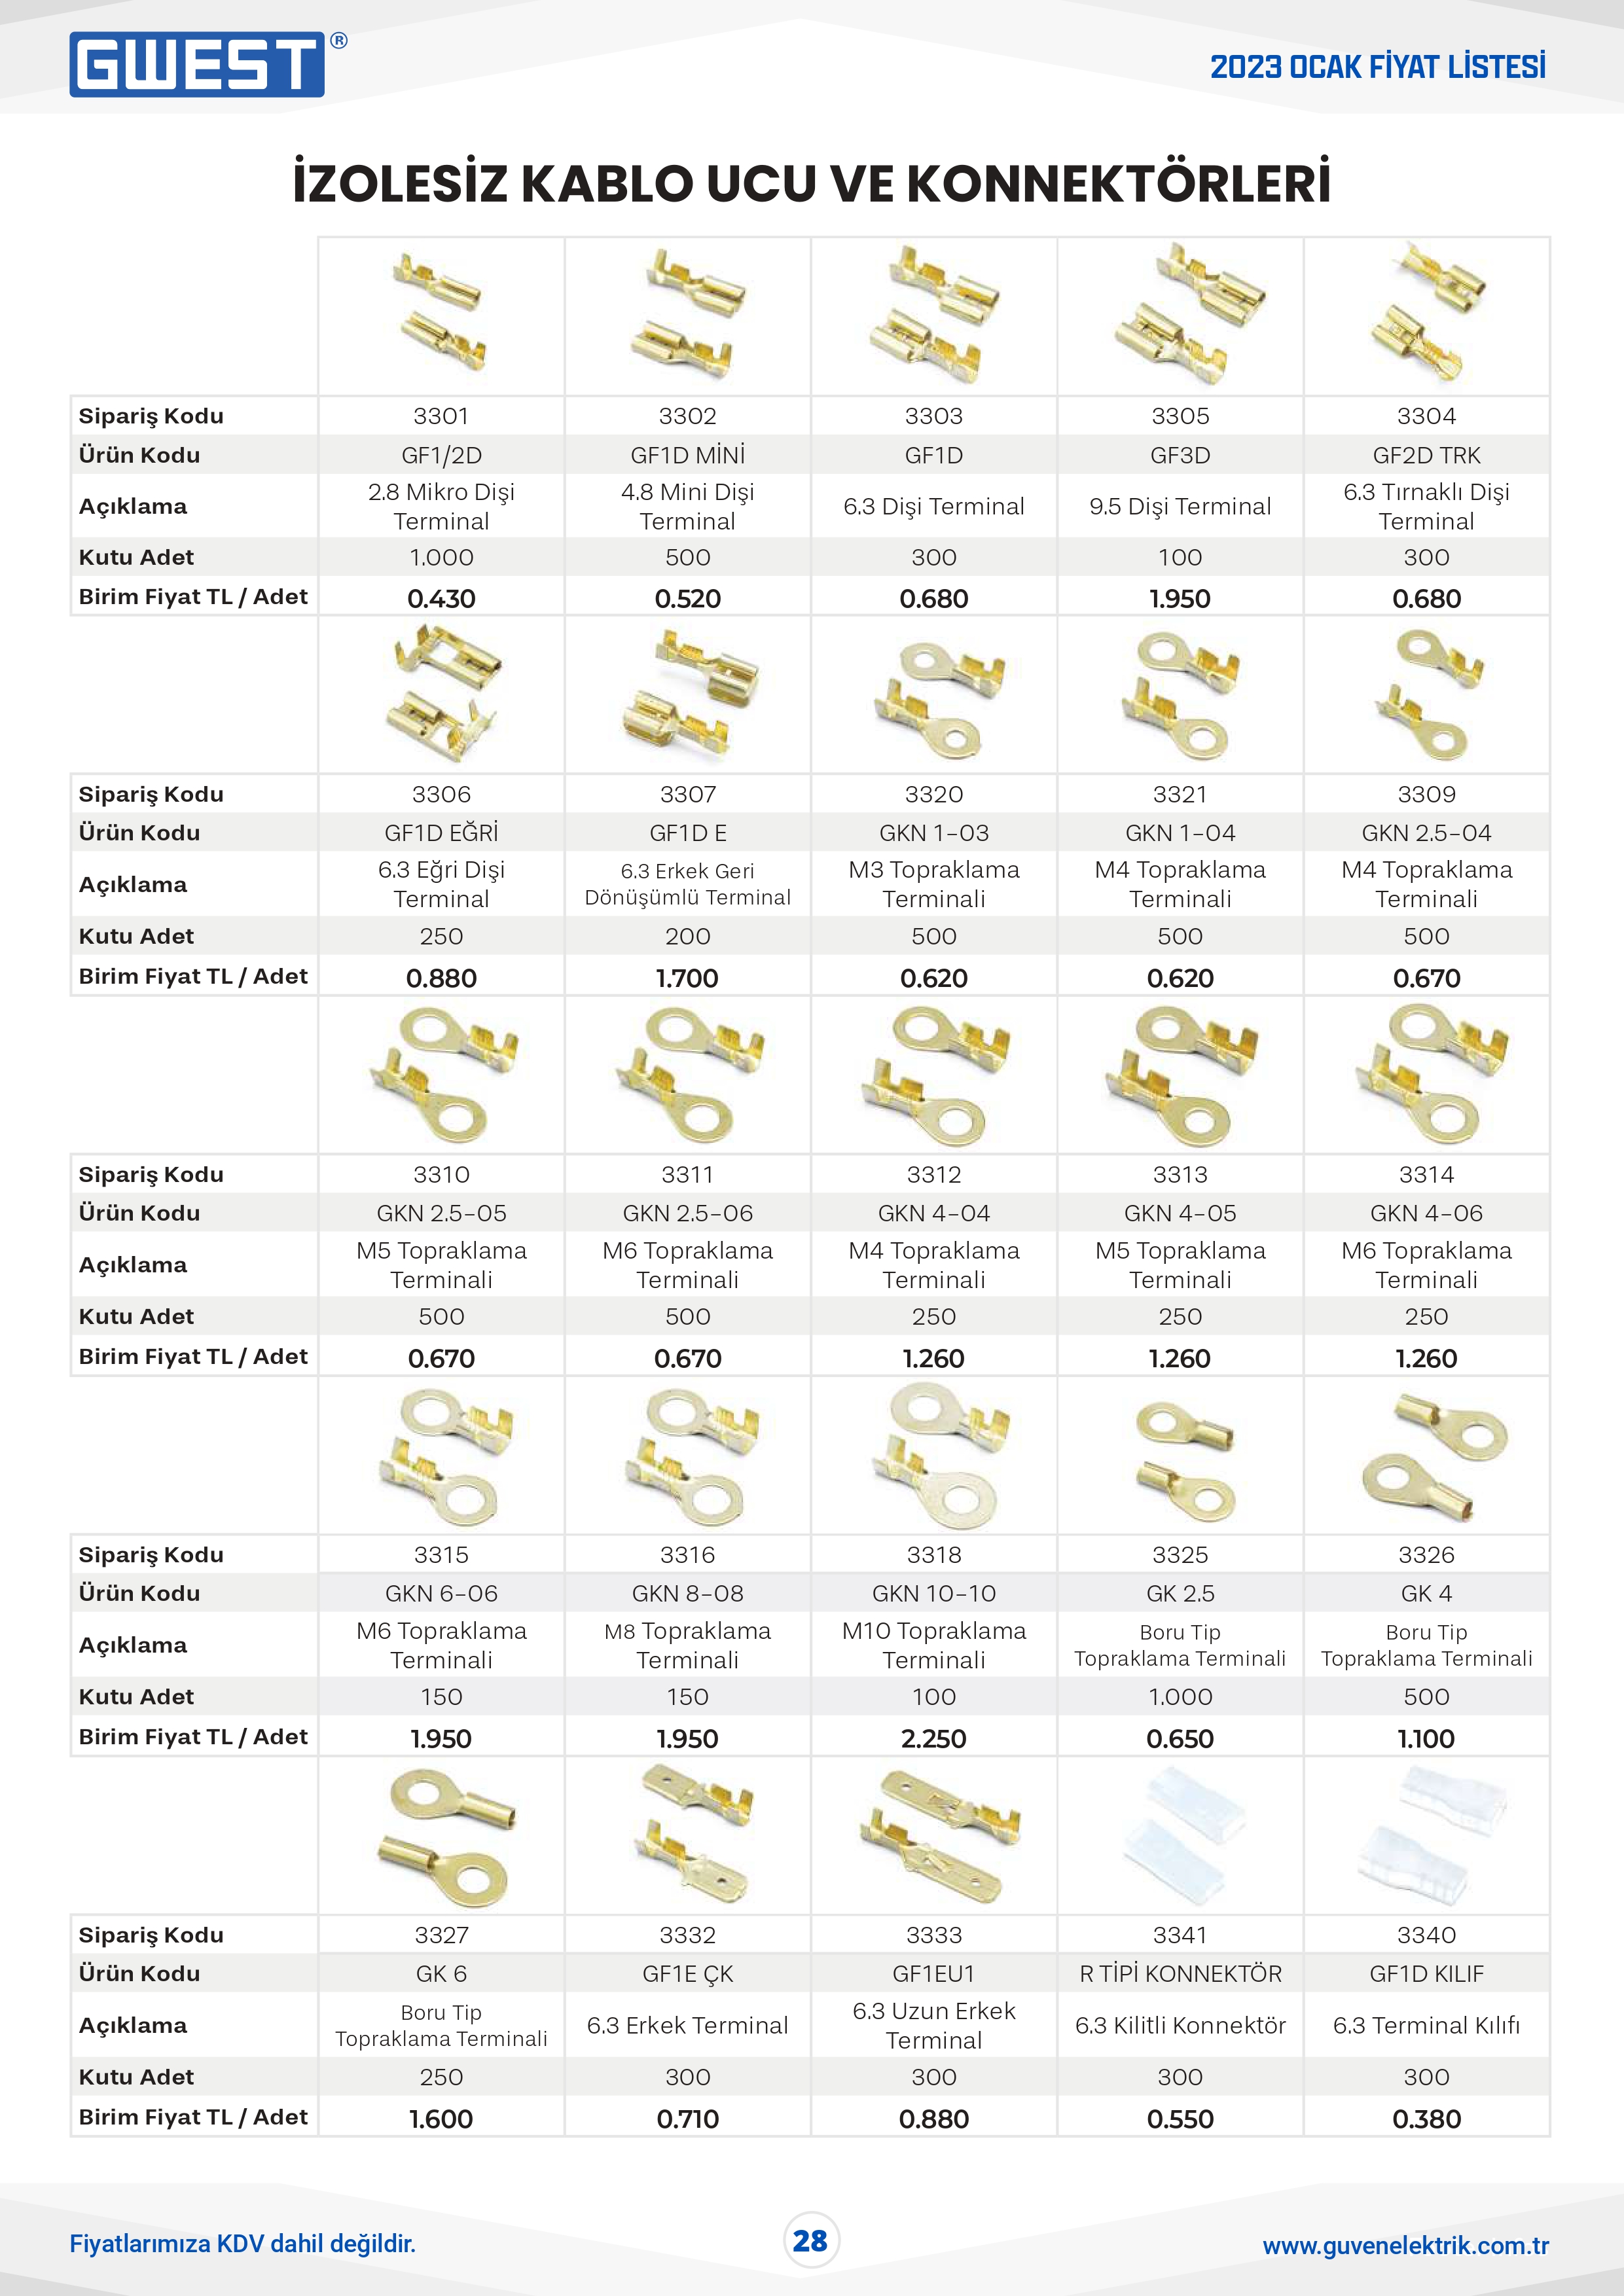 GWEST®
2023 OCAK FİYAT LİSTESİ
İZOLESİZ KABLO UCU VE KONNEKTÖRLERİ
Sipariş Kodu 3301 3302 3303 3305 3304
Ürün Kodu GF1/2D GF1D MİNİ GF1D GF3D GF2D TRK
Açıklama 2.8 Mikro Dişi Terminal 4.8 Mini Dişi Terminal 6.3 Dişi Terminal 9.5 Dişi Terminal 6.3 Tırnaklı Dişi Terminal
Kutu Adet 1.000 500 300 100 300
Birim Fiyat TL / Adet 0.430 0.520 0.680 1.950 0.680
Sipariş Kodu 3306 3307 3320 3321 3309
Ürün Kodu GF1D EĞRİ GF1D E GKN 1-03 GKN 1-04 GKN 2.5-04
Açıklama 6.3 Eğri Dişi Terminal 6.3 Erkek Geri Dönüşümlü Terminal M3 Topraklama Terminali M4 Topraklama Terminali M4 Topraklama Terminali
Kutu Adet 250 200 500 500 500
Birim Fiyat TL / Adet 0.880 1.700 0.620 0.620 0.670
Sipariş Kodu 3310 3311 3312 3313 3314
Ürün Kodu GKN 2.5-05 GKN 2.5-06 GKN 4-04 GKN 4-05 GKN 4-06
Açıklama M5 Topraklama Terminali M6 Topraklama Terminali M4 Topraklama Terminali M5 Topraklama Terminali M6 Topraklama Terminali
Kutu Adet 500 500 250 250 250
Birim Fiyat TL / Adet 0.670 0.670 1.260 1.260 1.260
Sipariş Kodu 3315 3316 3318 3325 3326
Ürün Kodu GKN 6-06 GKN 8-08 GKN 10-10 GK 2.5 GK 4
Açıklama M6 Topraklama Terminali M8 Topraklama Terminali M10 Topraklama Terminali Boru Tip Topraklama Terminali Boru Tip Topraklama Terminali
Kutu Adet 150 150 100 1.000 500
Birim Fiyat TL / Adet 1.950 1.950 2.250 0.650 1.100
Sipariş Kodu 3327 3332 3333 3341 3340
Ürün Kodu GK 6 GF1E ÇK GF1EU1 R TİPİ KONNEKTÖR GF1D KILIF
Açıklama Boru Tip Topraklama Terminali 6.3 Erkek Terminal 6.3 Uzun Erkek Terminal 6.3 Kilitli Konnektör 6.3 Terminal Kılıfı
Kutu Adet 250 300 300 300 300
Birim Fiyat TL / Adet 1.600 0.710 0.880 0.550 0.380
Fiyatlarımıza KDV dahil değildir.
28
www.guvenelektrik.com.tr